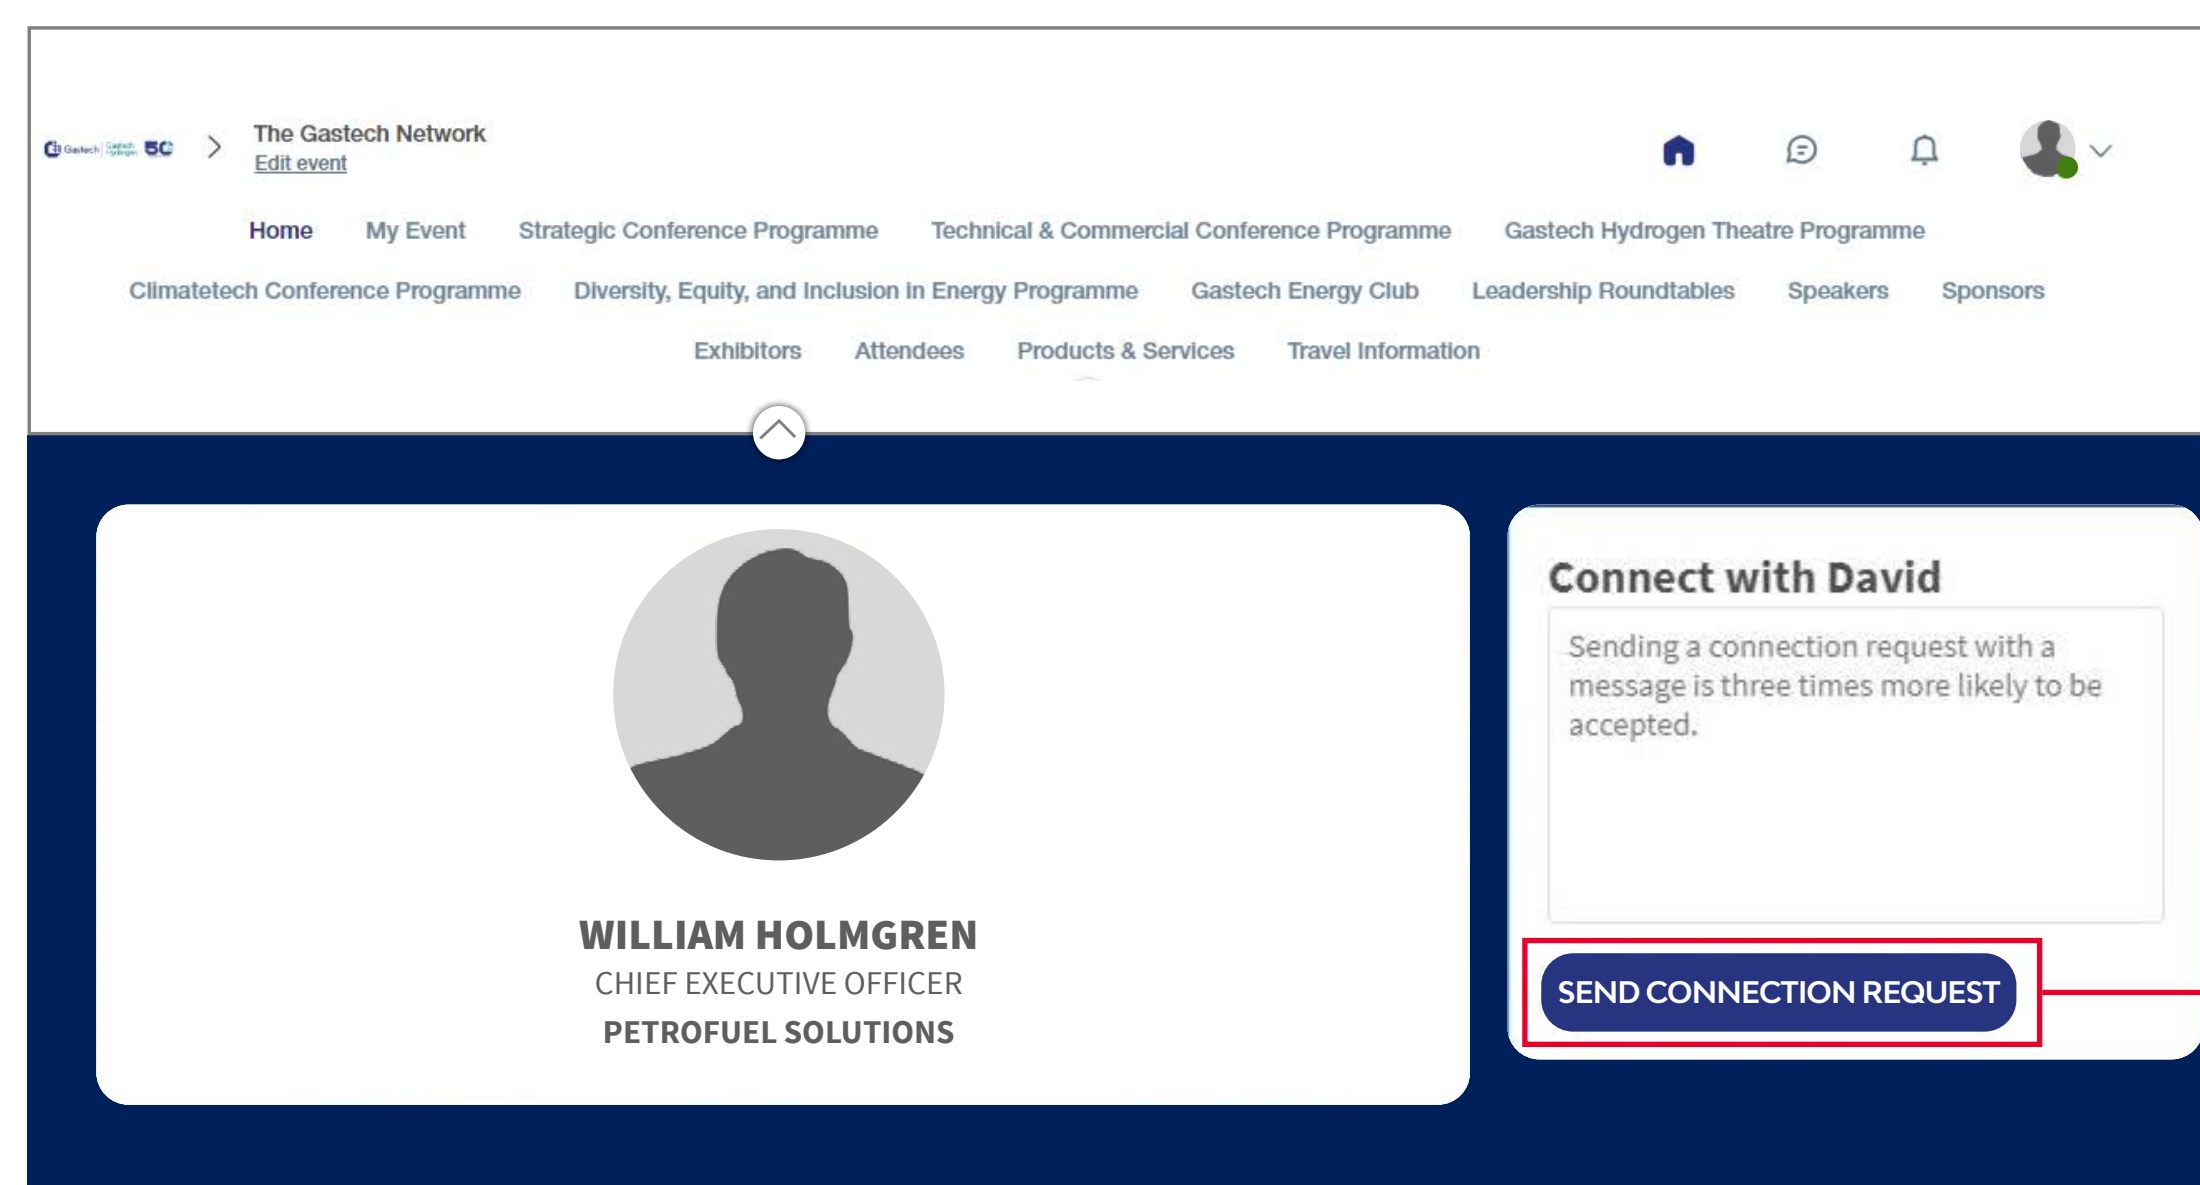 Gastech
50
The Gastech Network
Edit event
Home My Event Strategic Conference Programme Technical & Commercial Conference Programme Gastech Hydrogen Theatre Programme
Climatetech Conference Programme Diversity, Equity, and Inclusion in Energy Programme Gastech Energy Club Leadership Roundtables Speakers Sponsors
Exhibitors Attendees Products & Services Travel Information
WILLIAM HOLMGREN
CHIEF EXECUTIVE OFFICER
PETROFUEL SOLUTIONS
Connect with David
Sending a connection request with a
message is three times more likely to be
accepted.
SEND CONNECTION REQUEST